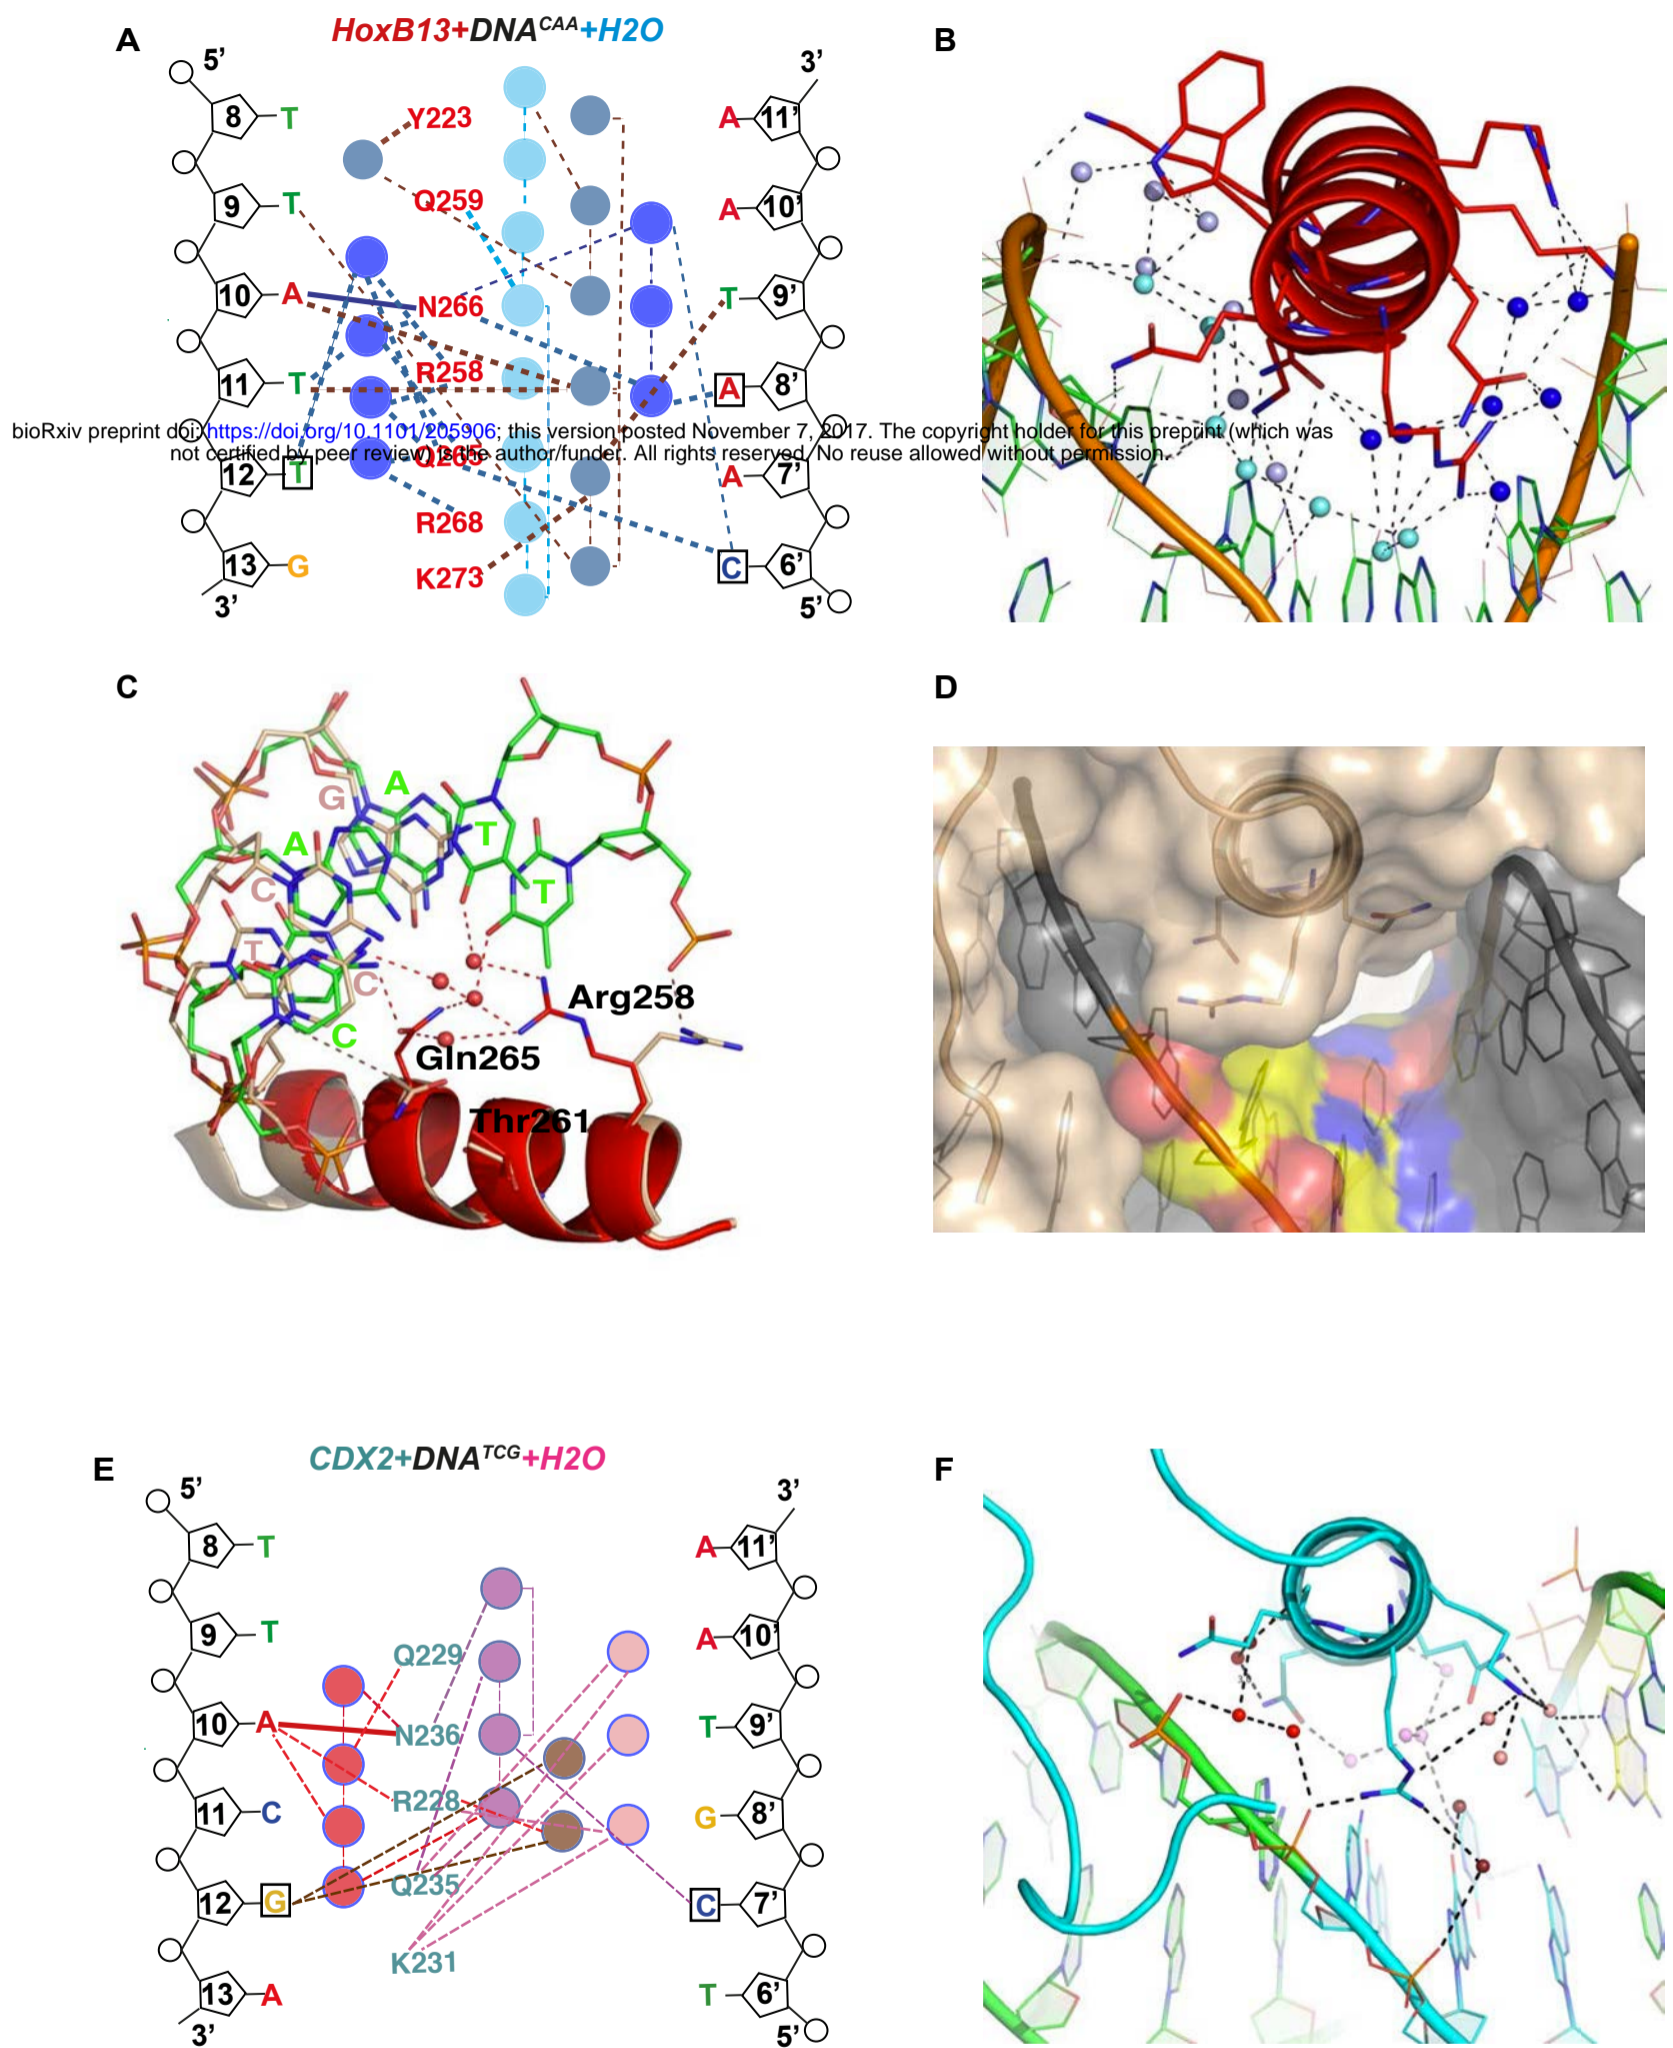 A
HoxB13+DNACAA+H2O
B
5’
3’
8
T
Y223
A
11’
9
T
Q259
A
10’
10
A
N266
T
9’
11
T
R258
A
8’
bioRxiv preprint doi: https://doi.org/10.1101/205906; this version posted November 7, 2017. The copyright holder for this preprint (which was
not certified by peer review) is the author/funder. All rights reserved. No reuse allowed without permission.
12
T
Q265
A
7’
R268
13
G
K273
C
6’
3’
5’
C
D
G
A
T
A
C
T
T
C
C
Arg258
Gln265
Thr261
E
CDX2+DNATCG+H2O
F
5’
3’
8
T
A
11’
9
T
Q229
A
10’
10
A
N236
T
9’
11
C
R228
G
8’
12
G
Q235
C
7’
K231
13
A
T
6’
3’
5’